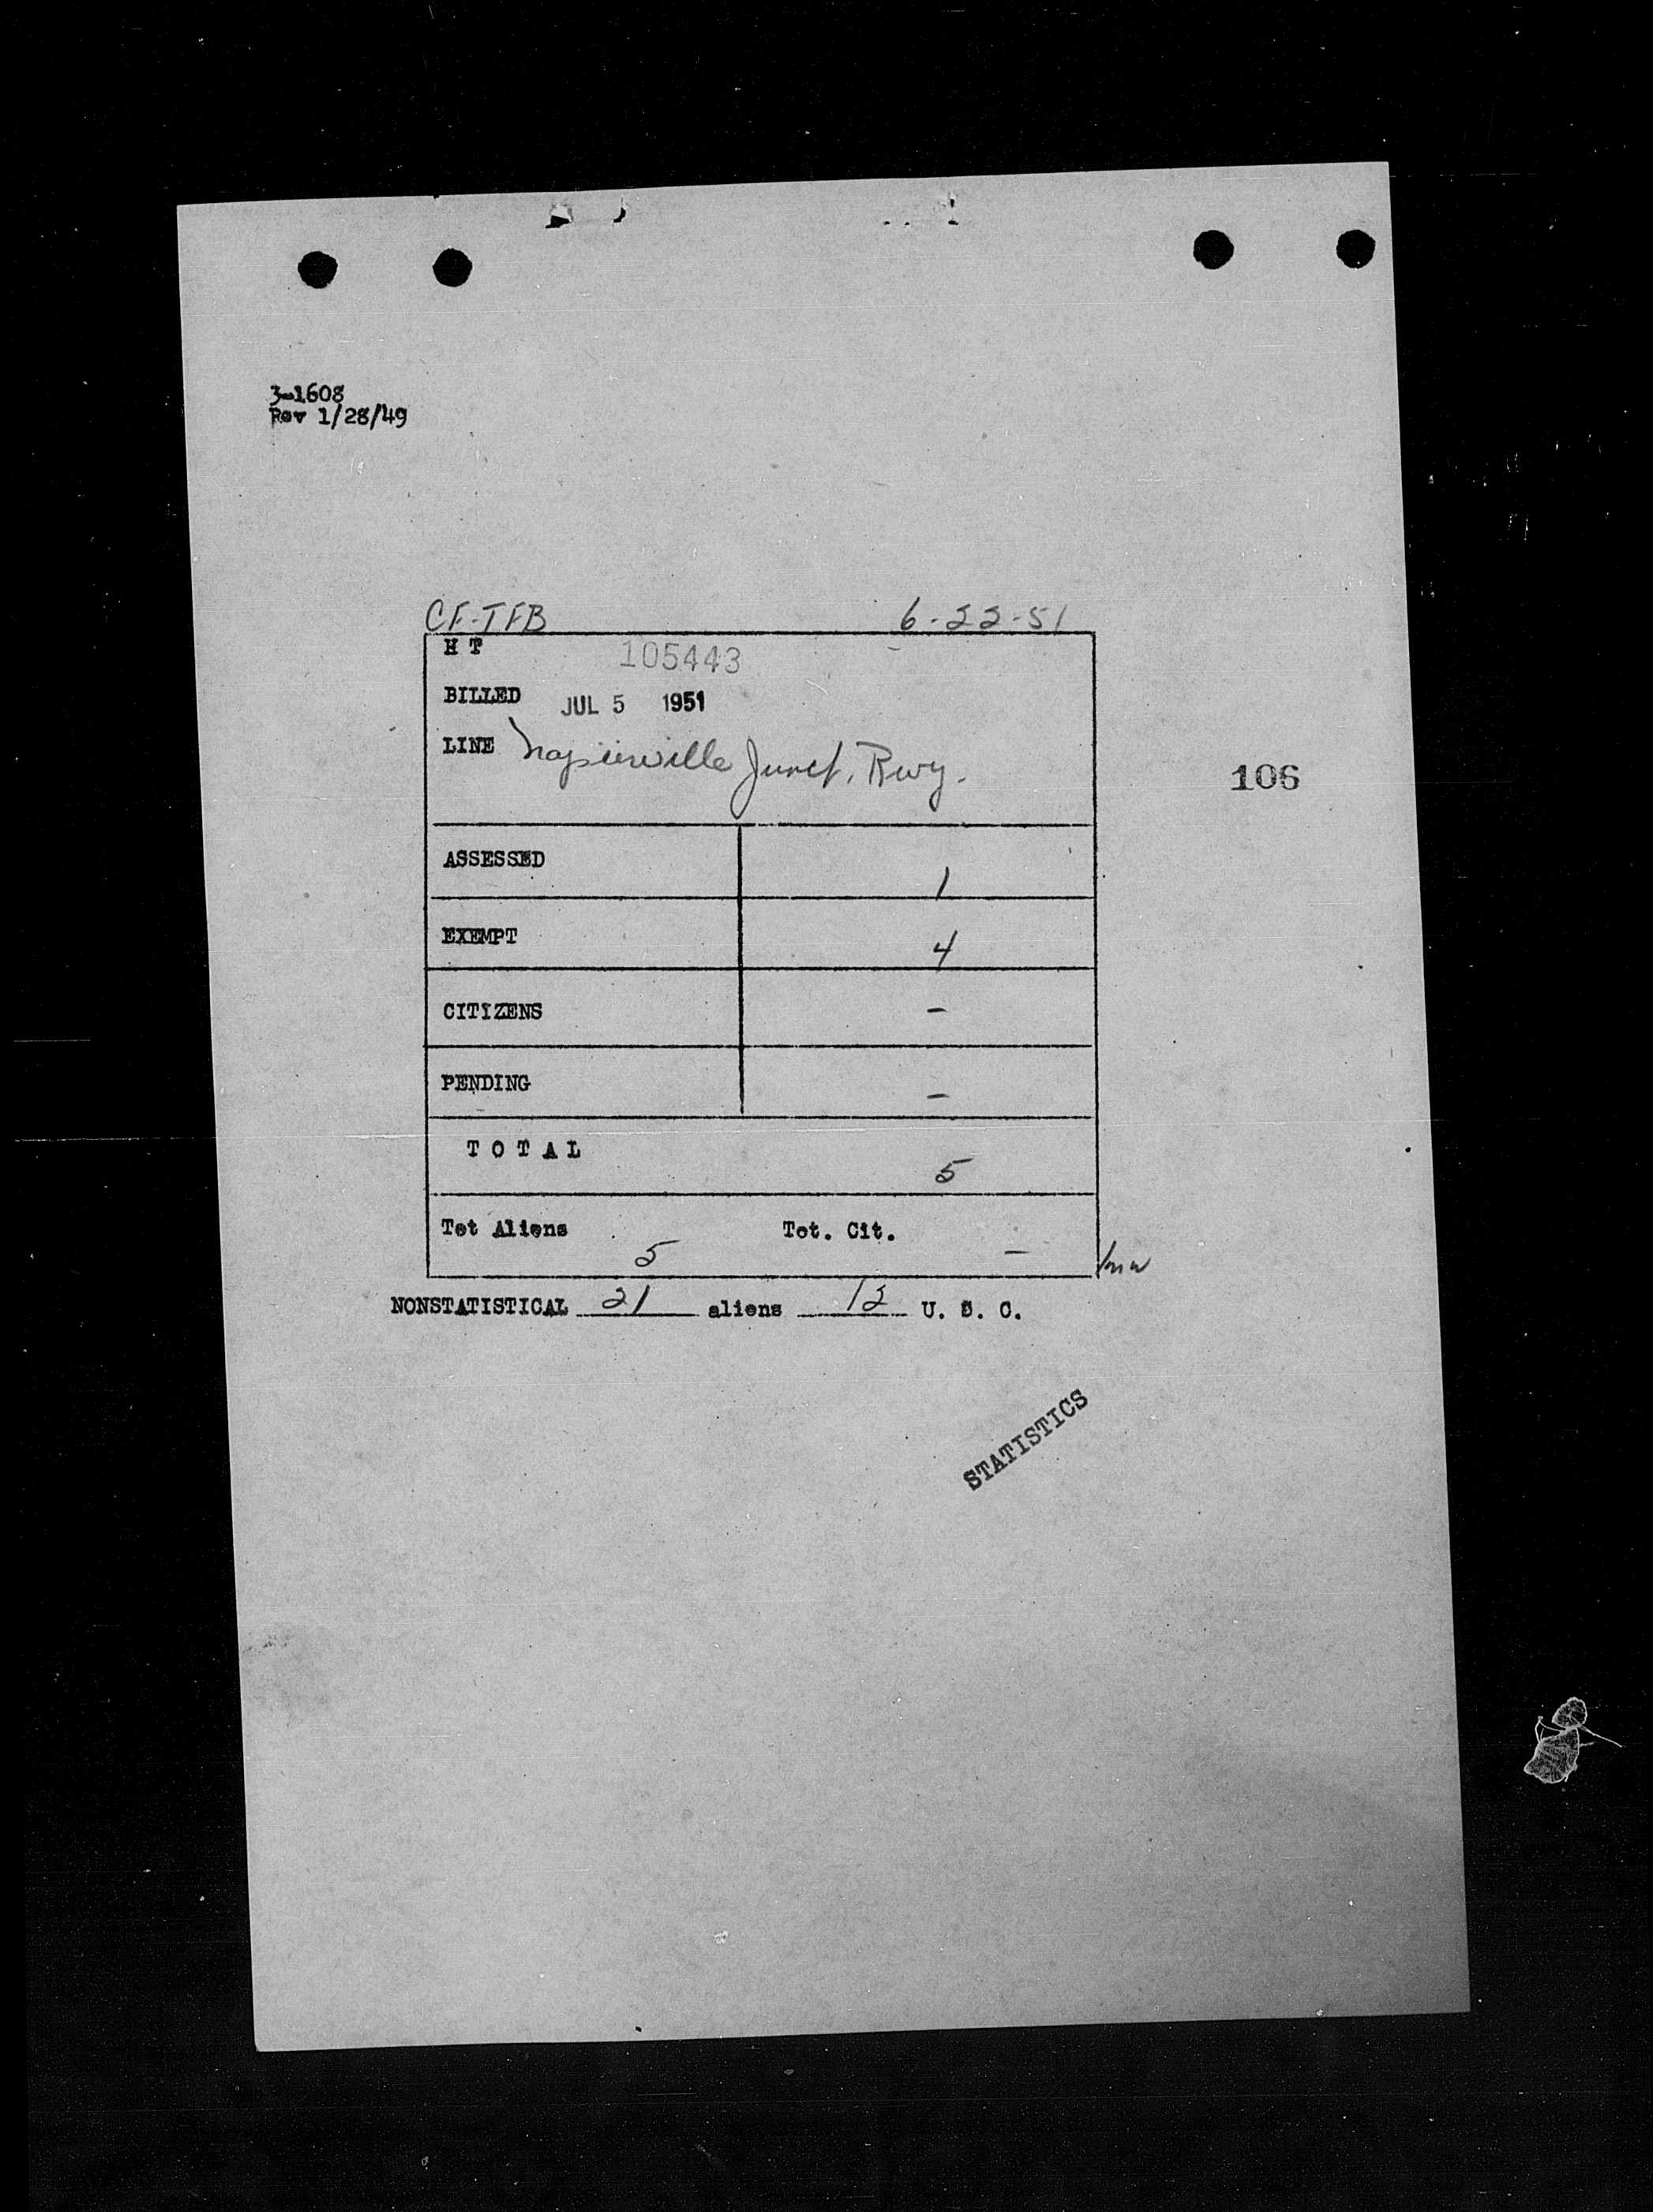 3-1608
Rev 1/28/49
CF-TFB 6-22-51
H T 105443
BILLED JUL 5 1951
LINE Napierville Junct. Rwy.
106
ASSESSED 1
EXEMPT 4
CITIZENS -
PENDING -
T O T A L 5
Tot Aliens 5 Tot. Cit. -
NONSTATISTICAL 21 aliens 12 U. S. C.
STATISTICS